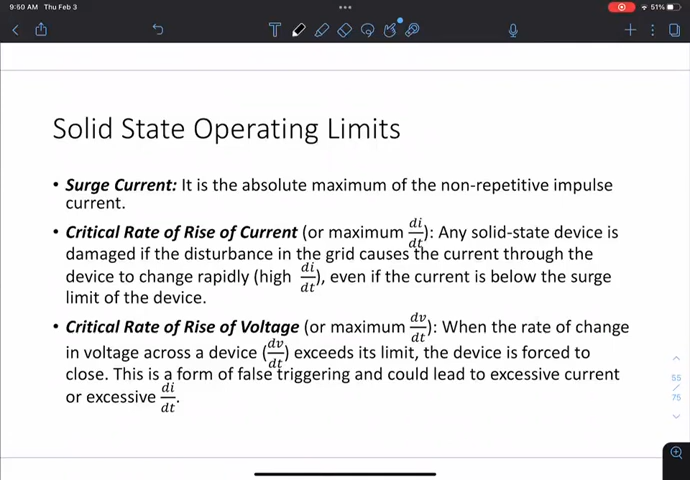 9:50 AM Thu Feb 3
51%
Solid State Operating Limits
• Surge Current: It is the absolute maximum of the non-repetitive impulse
current.
• Critical Rate of Rise of Current (or maximum di/dt): Any solid-state device is
damaged if the disturbance in the grid causes the current through the
device to change rapidly (high di/dt), even if the current is below the surge
limit of the device.
• Critical Rate of Rise of Voltage (or maximum dv/dt): When the rate of change
in voltage across a device (dv/dt) exceeds its limit, the device is forced to
close. This is a form of false triggering and could lead to excessive current
or excessive di/dt.
55
/
75